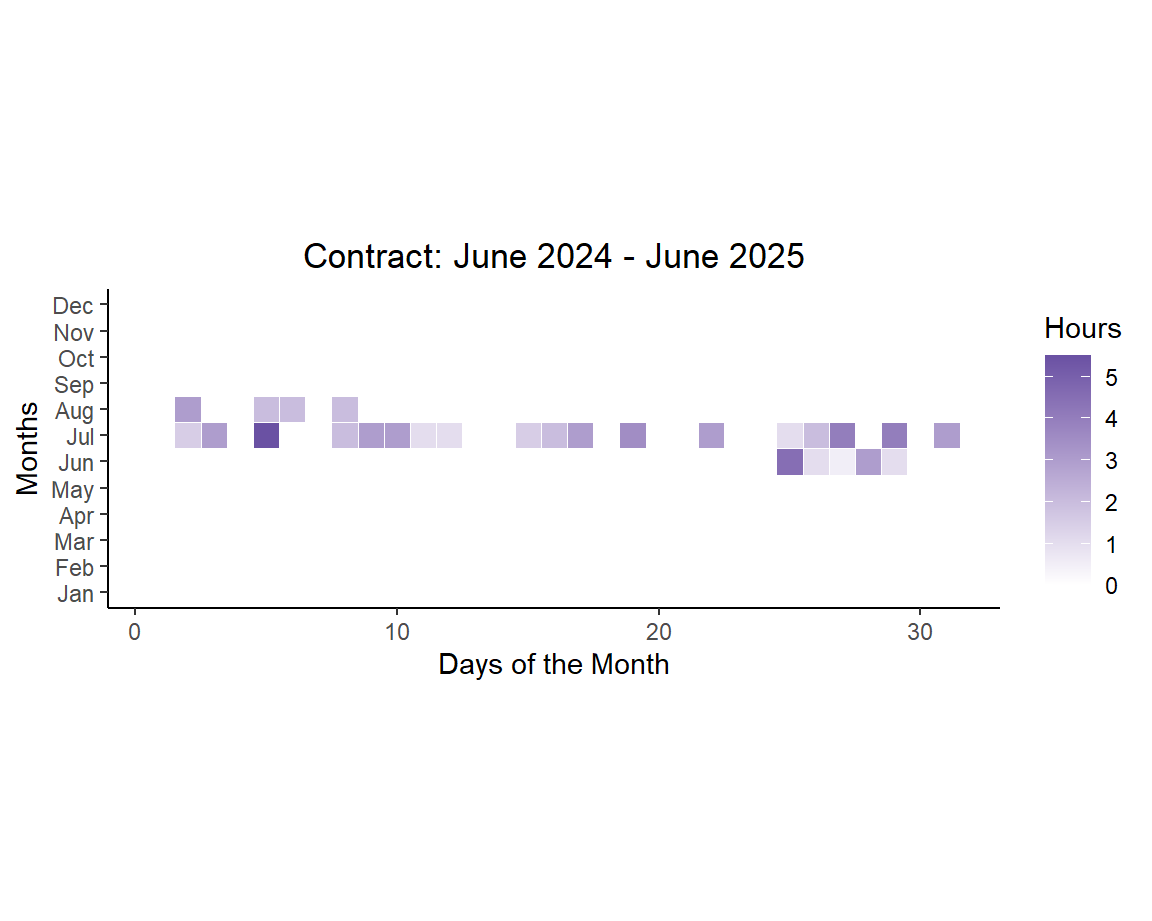 Contract: June 2024 - June 2025
Months
Dec
Nov
Oct
Sep
Aug
Jul
Jun
May
Apr
Mar
Feb
Jan
0 10 20 30
Days of the Month
Hours
5
4
3
2
1
0